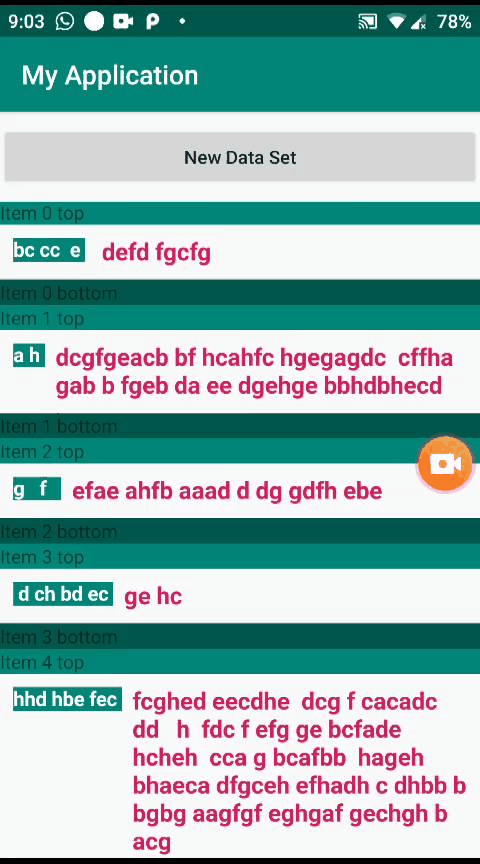 9:03 78%
My Application
New Data Set
Item 0 top
bc cc e defd fgcfg
Item 0 bottom
Item 1 top
a h dcgfgeacb bf hcahfc hgegagdc cffha
gab b fgeb da ee dgehge bbhdbhecd
Item 1 bottom
Item 2 top
g f efae ahfb aaad d dg gdfh ebe
Item 2 bottom
Item 3 top
d ch bd ec ge hc
Item 3 bottom
Item 4 top
hhd hbe fec fcghed eecdhe dcg f cacadc
dd h fdc f efg ge bcfade
hcheh cca g bcafbb hageh
bhaeca dfgceh efhadh c dhbb b
bgbg aagfgf eghgaf gechgh b
acg